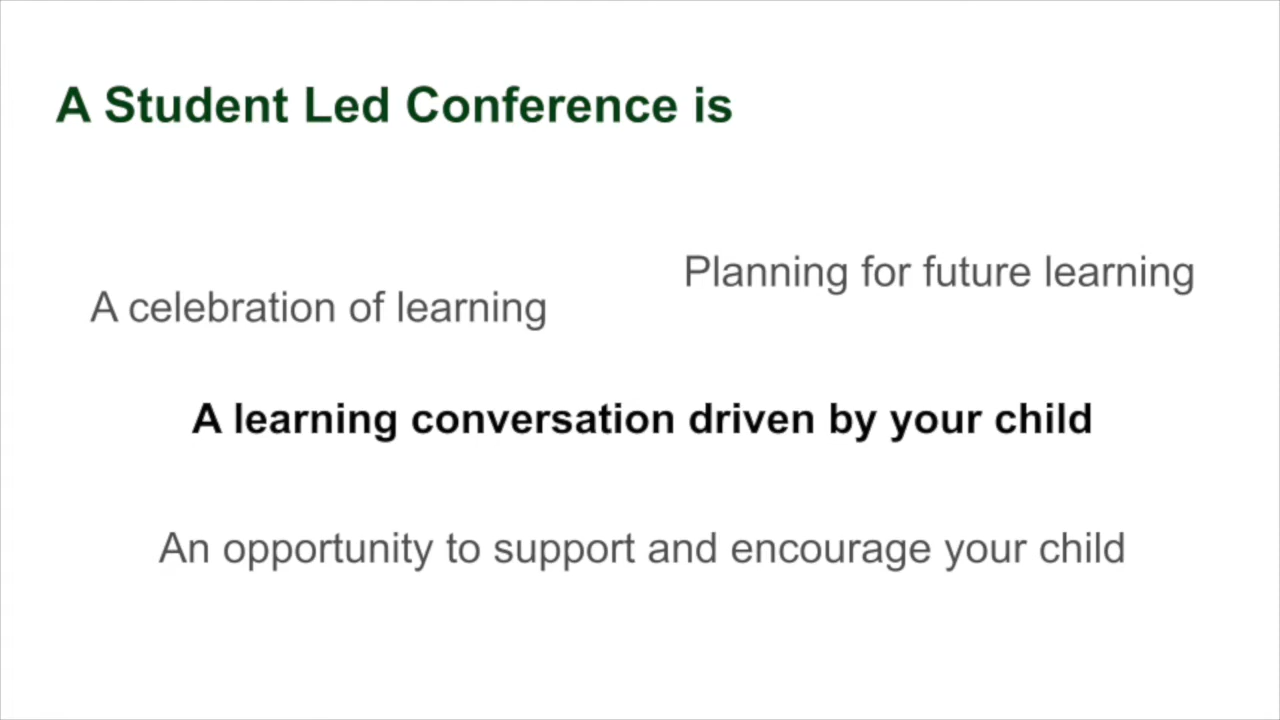 A Student Led Conference is
Planning for future learning
A celebration of learning
A learning conversation driven by your child
An opportunity to support and encourage your child